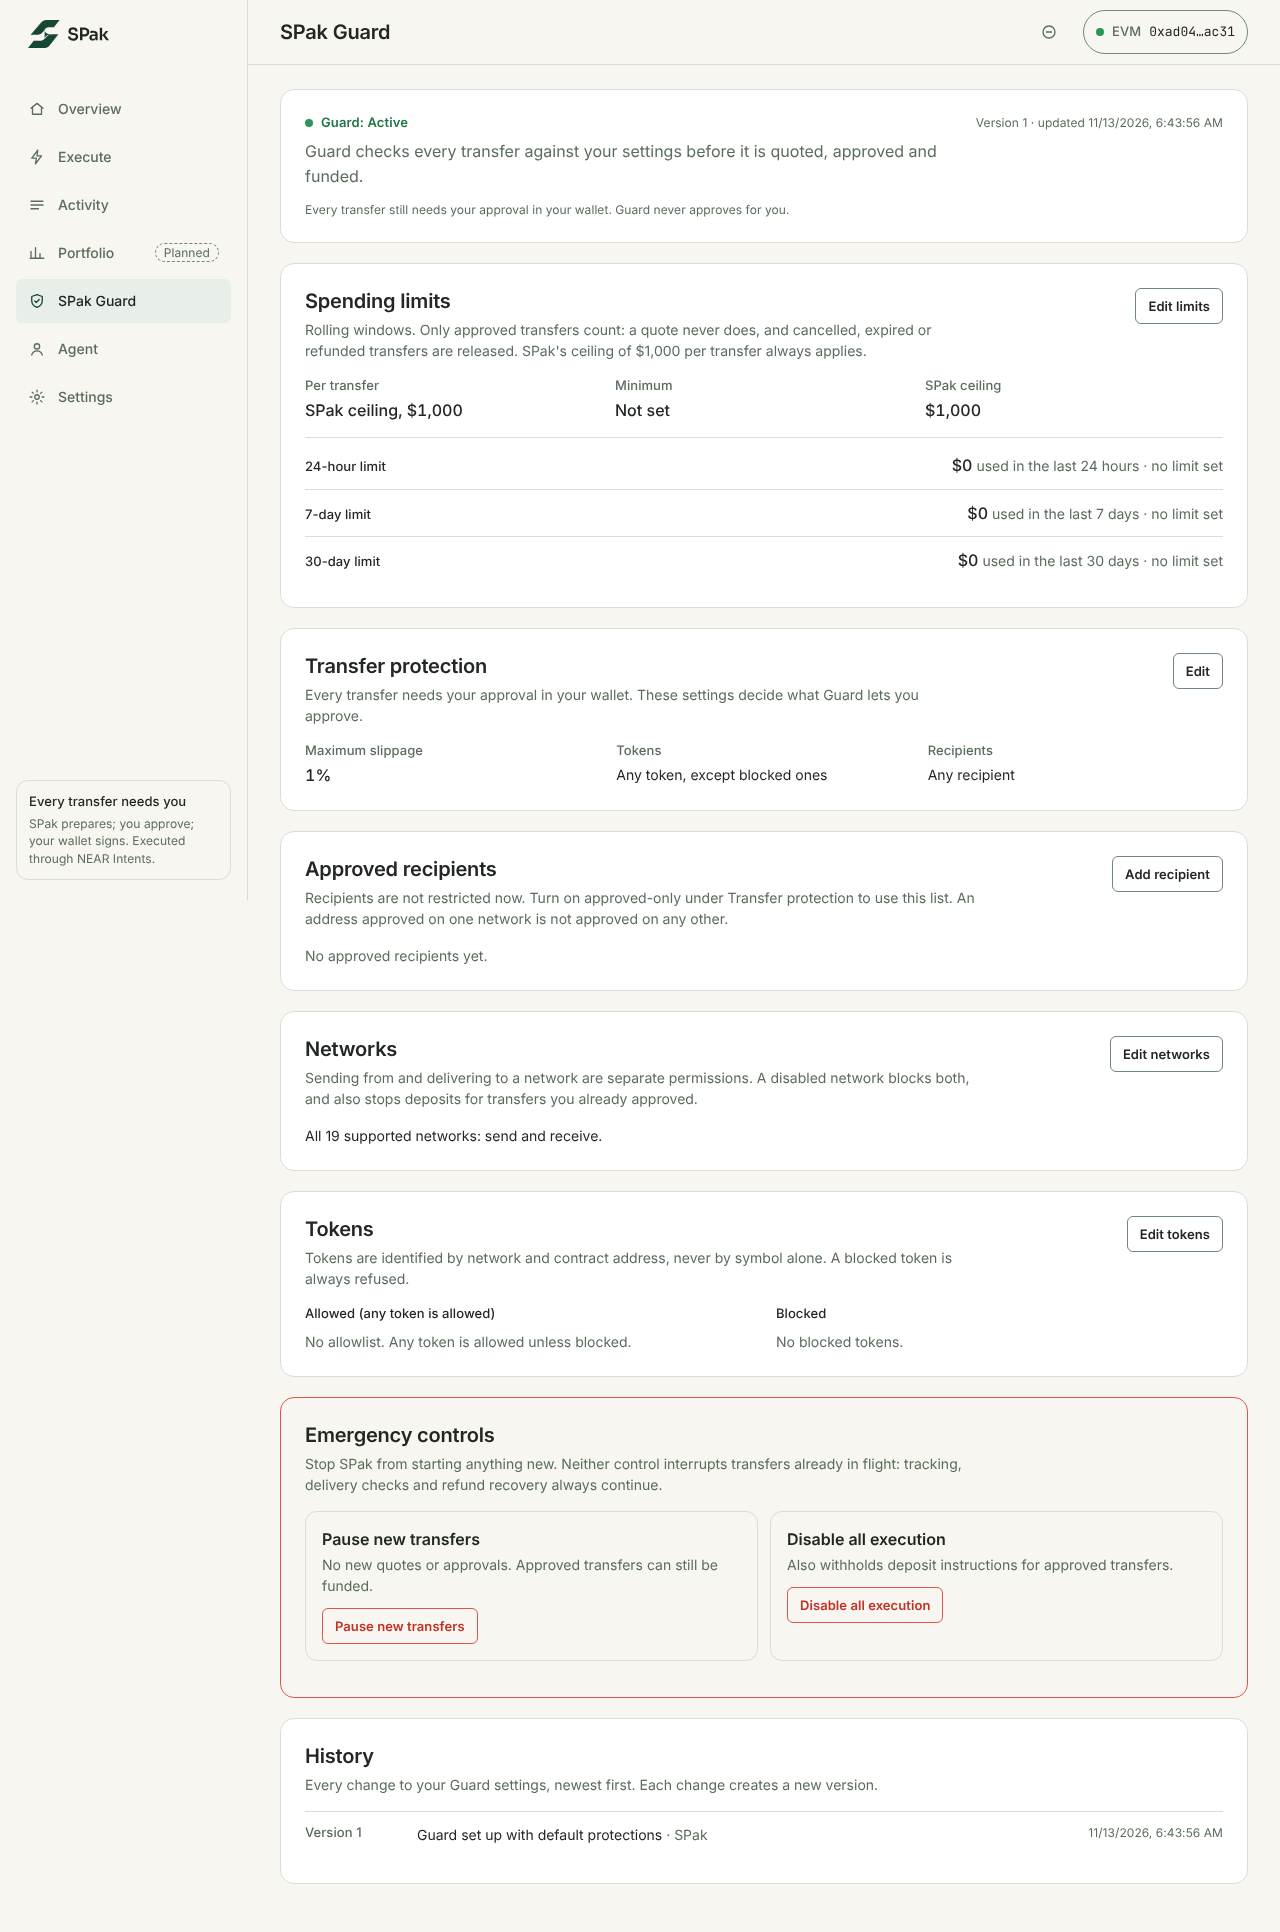 SPak
SPak Guard
EVM 0xad04…ac31
Overview
Execute
Activity
Portfolio
Planned
SPak Guard
Agent
Settings
Every transfer needs you
SPak prepares; you approve;
your wallet signs. Executed
through NEAR Intents.
Guard: Active
Version 1 · updated 11/13/2026, 6:43:56 AM
Guard checks every transfer against your settings before it is quoted, approved and
funded.
Every transfer still needs your approval in your wallet. Guard never approves for you.
Spending limits
Edit limits
Rolling windows. Only approved transfers count: a quote never does, and cancelled, expired or
refunded transfers are released. SPak's ceiling of $1,000 per transfer always applies.
Per transfer
SPak ceiling, $1,000
Minimum
Not set
SPak ceiling
$1,000
24-hour limit
$0 used in the last 24 hours · no limit set
7-day limit
$0 used in the last 7 days · no limit set
30-day limit
$0 used in the last 30 days · no limit set
Transfer protection
Edit
Every transfer needs your approval in your wallet. These settings decide what Guard lets you
approve.
Maximum slippage
1%
Tokens
Any token, except blocked ones
Recipients
Any recipient
Approved recipients
Add recipient
Recipients are not restricted now. Turn on approved-only under Transfer protection to use this list. An
address approved on one network is not approved on any other.
No approved recipients yet.
Networks
Edit networks
Sending from and delivering to a network are separate permissions. A disabled network blocks both,
and also stops deposits for transfers you already approved.
All 19 supported networks: send and receive.
Tokens
Edit tokens
Tokens are identified by network and contract address, never by symbol alone. A blocked token is
always refused.
Allowed (any token is allowed)
No allowlist. Any token is allowed unless blocked.
Blocked
No blocked tokens.
Emergency controls
Stop SPak from starting anything new. Neither control interrupts transfers already in flight: tracking,
delivery checks and refund recovery always continue.
Pause new transfers
No new quotes or approvals. Approved transfers can still be
funded.
Pause new transfers
Disable all execution
Also withholds deposit instructions for approved transfers.
Disable all execution
History
Every change to your Guard settings, newest first. Each change creates a new version.
Version 1
Guard set up with default protections · SPak
11/13/2026, 6:43:56 AM